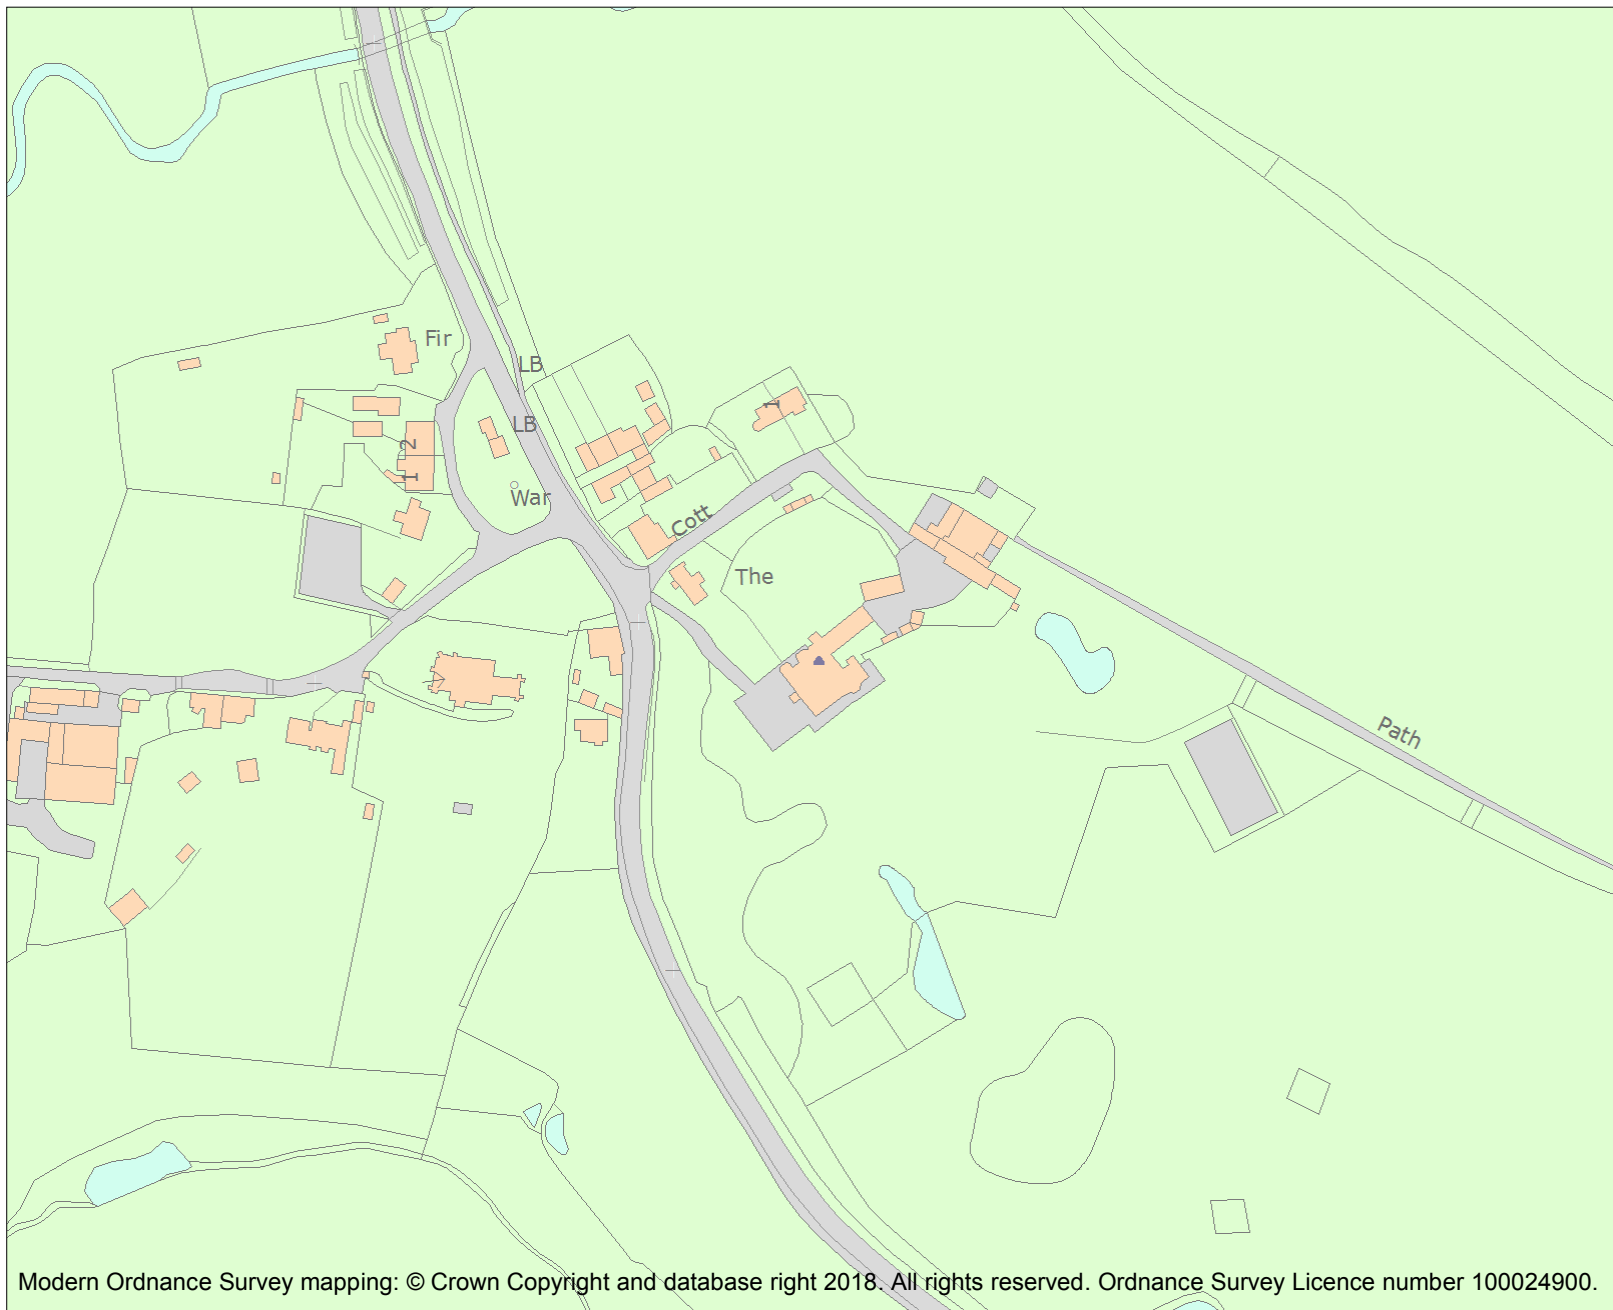 Fir
LB
1
LB
2
1
War
Cott
The
Path
Modern Ordnance Survey mapping: © Crown Copyright and database right 2018. All rights reserved. Ordnance Survey Licence number 100024900.